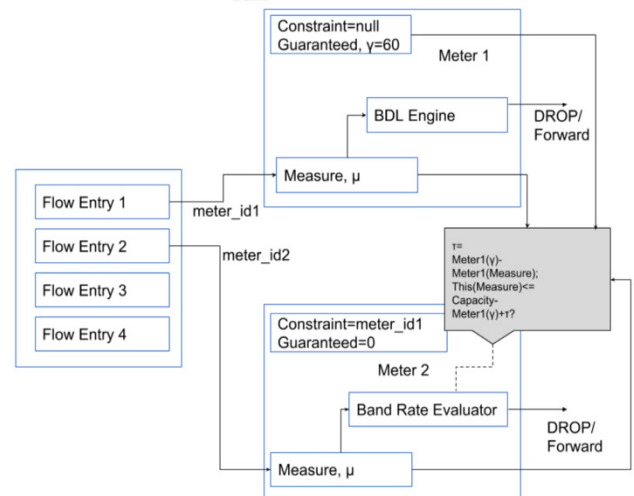 Constraint=null
Guaranteed, γ=60
Meter 1
BDL Engine
DROP/
Forward
Measure, μ
Flow Entry 1
meter_id1
Flow Entry 2
meter_id2
Flow Entry 3
Flow Entry 4
τ=
Meter1(γ)-
Meter1(Measure);
This(Measure)<=
Capacity-
Meter1(γ)+τ?
Constraint=meter_id1
Guaranteed=0
Meter 2
Band Rate Evaluator
DROP/
Forward
Measure, μ